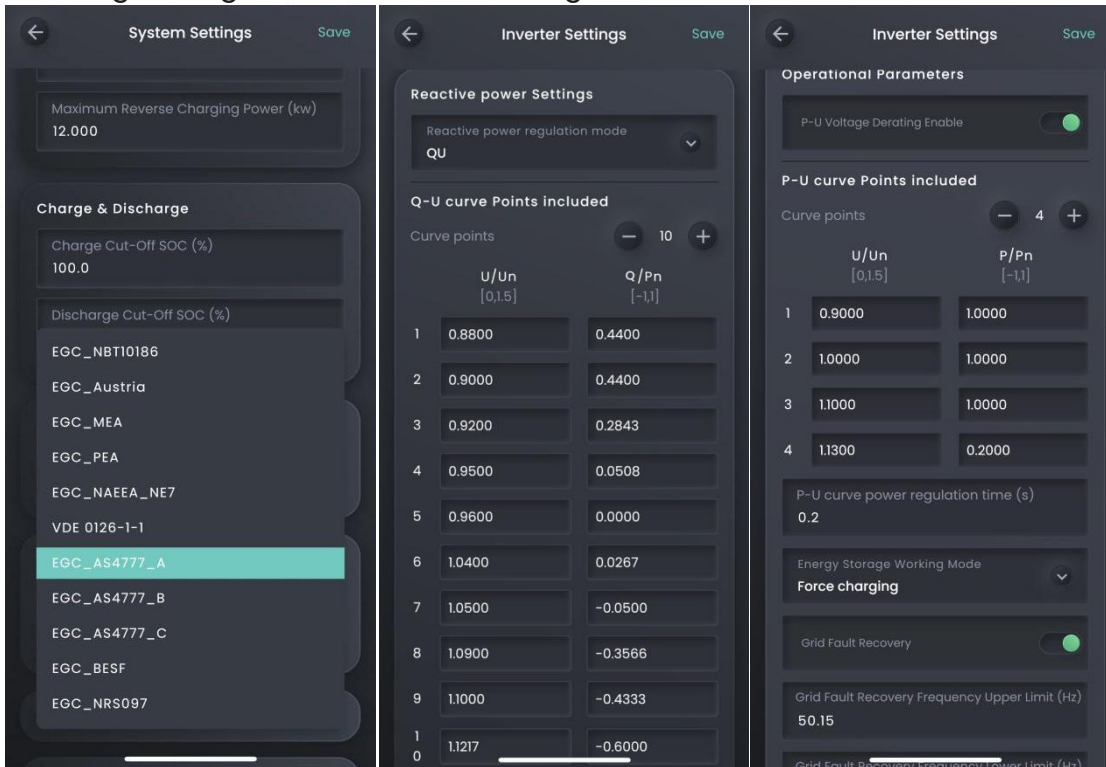 System Settings Save
Maximum Reverse Charging Power (kw)
12.000
Charge & Discharge
Charge Cut-Off SOC (%)
100.0
Discharge Cut-Off SOC (%)
EGC_NBT10186
EGC_Austria
EGC_MEA
EGC_PEA
EGC_NAEEA_NE7
VDE 0126-1-1
EGC_AS4777_A
EGC_AS4777_B
EGC_AS4777_C
EGC_BESF
EGC_NRS097
Inverter Settings Save
Reactive power Settings
Reactive power regulation mode
QU
Q-U curve Points included
Curve points − 10 +
U/Un Q/Pn
[0,1.5] [-1,1]
1 0.8800 0.4400
2 0.9000 0.4400
3 0.9200 0.2843
4 0.9500 0.0508
5 0.9600 0.0000
6 1.0400 0.0267
7 1.0500 -0.0500
8 1.0900 -0.3566
9 1.1000 -0.4333
10 1.1217 -0.6000
Inverter Settings Save
Operational Parameters
P-U Voltage Derating Enable
P-U curve Points included
Curve points − 4 +
U/Un P/Pn
[0,1.5] [-1,1]
1 0.9000 1.0000
2 1.0000 1.0000
3 1.1000 1.0000
4 1.1300 0.2000
P-U curve power regulation time (s)
0.2
Energy Storage Working Mode
Force charging
Grid Fault Recovery
Grid Fault Recovery Frequency Upper Limit (Hz)
50.15
Grid Fault Recovery Frequency Lower Limit (Hz)